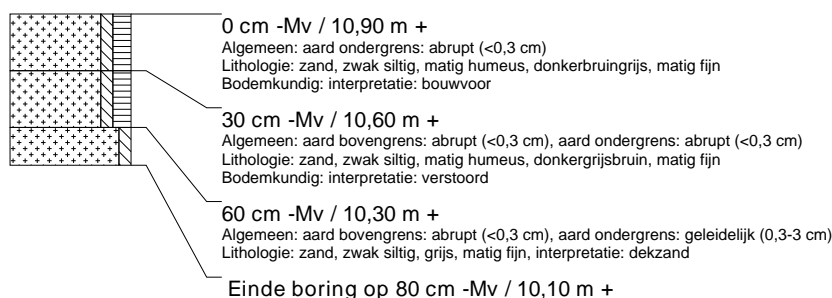 0 cm -Mv / 10,90 m +
Algemeen: aard ondergrens: abrupt (<0,3 cm)
Lithologie: zand, zwak siltig, matig humeus, donkerbruingrijs, matig fijn
Bodemkundig: interpretatie: bouwvoor
30 cm -Mv / 10,60 m +
Algemeen: aard bovengrens: abrupt (<0,3 cm), aard ondergrens: abrupt (<0,3 cm)
Lithologie: zand, zwak siltig, matig humeus, donkergrijsbruin, matig fijn
Bodemkundig: interpretatie: verstoord
60 cm -Mv / 10,30 m +
Algemeen: aard bovengrens: abrupt (<0,3 cm), aard ondergrens: geleidelijk (0,3-3 cm)
Lithologie: zand, zwak siltig, grijs, matig fijn, interpretatie: dekzand
Einde boring op 80 cm -Mv / 10,10 m +